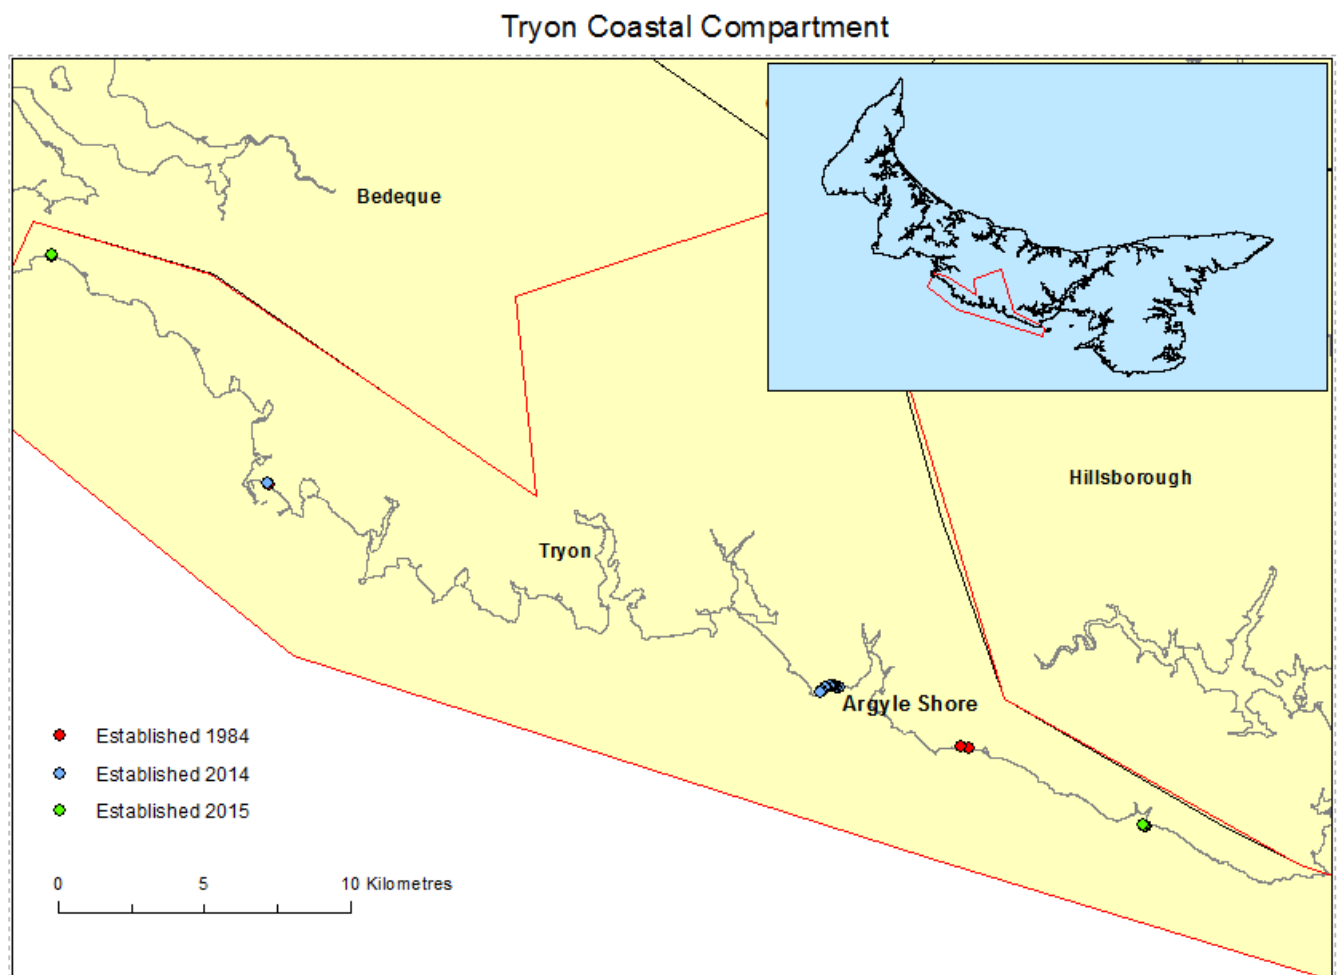 Tryon Coastal Compartment
Bedeque
Hillsborough
Tryon
Argyle Shore
Established 1984
Established 2014
Established 2015
0 5 10 Kilometres